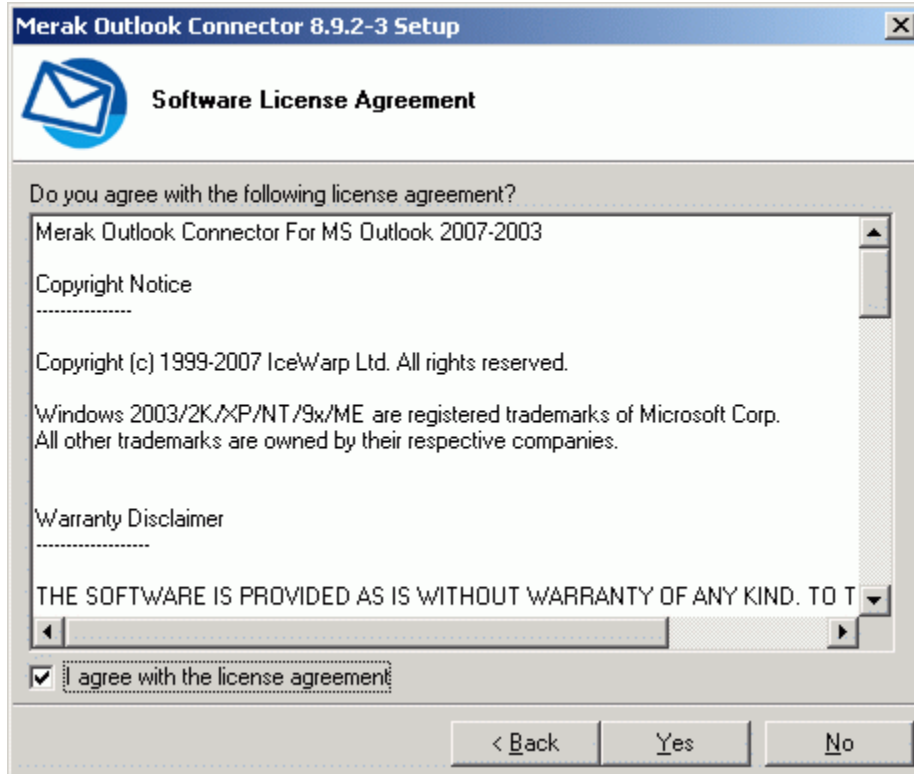 Merak Outlook Connector 8.9.2-3 Setup
Software License Agreement
Do you agree with the following license agreement?
Merak Outlook Connector For MS Outlook 2007-2003
Copyright Notice
----------------
Copyright (c) 1999-2007 IceWarp Ltd. All rights reserved.
Windows 2003/2K/XP/NT/9x/ME are registered trademarks of Microsoft Corp.
All other trademarks are owned by their respective companies.
Warranty Disclaimer
-------------------
THE SOFTWARE IS PROVIDED AS IS WITHOUT WARRANTY OF ANY KIND. TO T
I agree with the license agreement
< Back Yes No